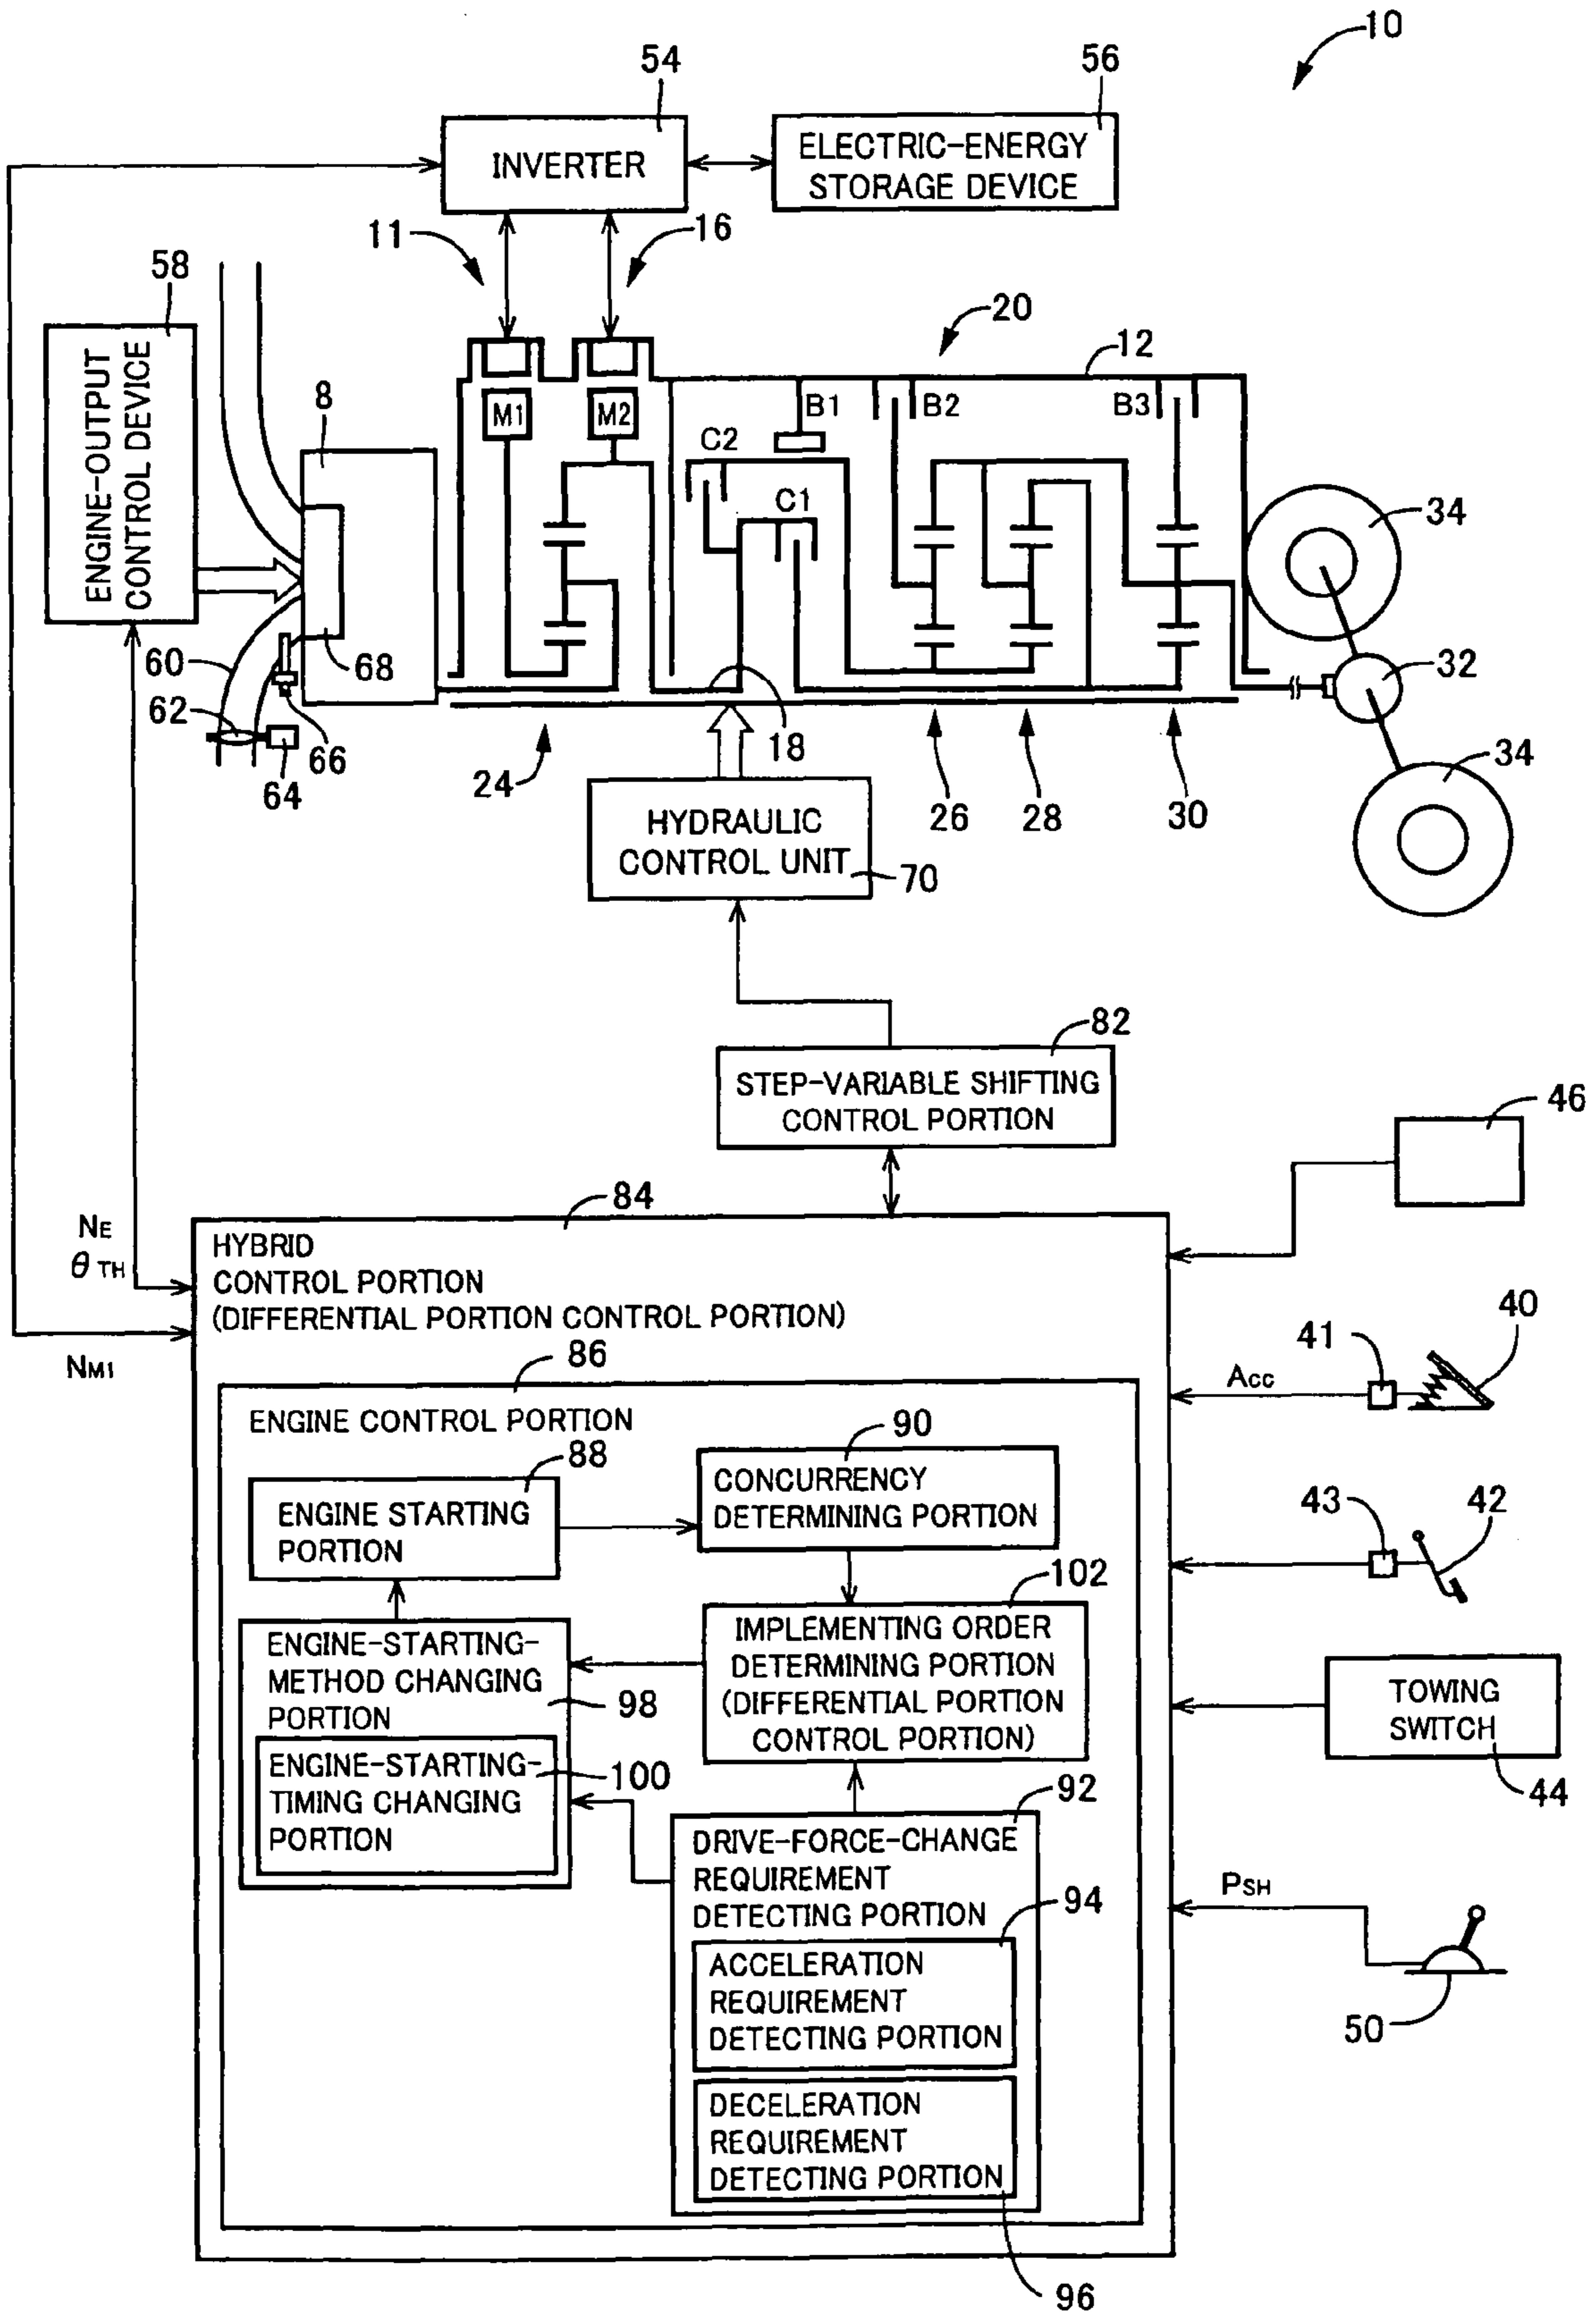 10
54
56
INVERTER
ELECTRIC-ENERGY
STORAGE DEVICE
11
16
58
ENGINE-OUTPUT
CONTROL DEVICE
20
12
8
M1
M2
B1
B2
B3
C2
C1
34
60
68
32
62
66
64
18
24
26
28
30
34
HYDRAULIC
CONTROL UNIT
70
82
STEP-VARIABLE SHIFTING
CONTROL PORTION
46
84
NE
θ TH
HYBRID
CONTROL PORTION
(DIFFERENTIAL PORTION CONTROL PORTION)
NM1
86
41
40
ACC
ENGINE CONTROL PORTION
88
90
ENGINE STARTING
PORTION
CONCURRENCY
DETERMINING PORTION
43
42
102
ENGINE-STARTING-
METHOD CHANGING
PORTION
98
IMPLEMENTING ORDER
DETERMINING PORTION
(DIFFERENTIAL PORTION
CONTROL PORTION)
TOWING
SWITCH
44
ENGINE-STARTING-
TIMING CHANGING
PORTION
100
92
DRIVE-FORCE-CHANGE
REQUIREMENT
DETECTING PORTION
94
PSH
ACCELERATION
REQUIREMENT
DETECTING PORTION
50
DECELERATION
REQUIREMENT
DETECTING PORTION
96